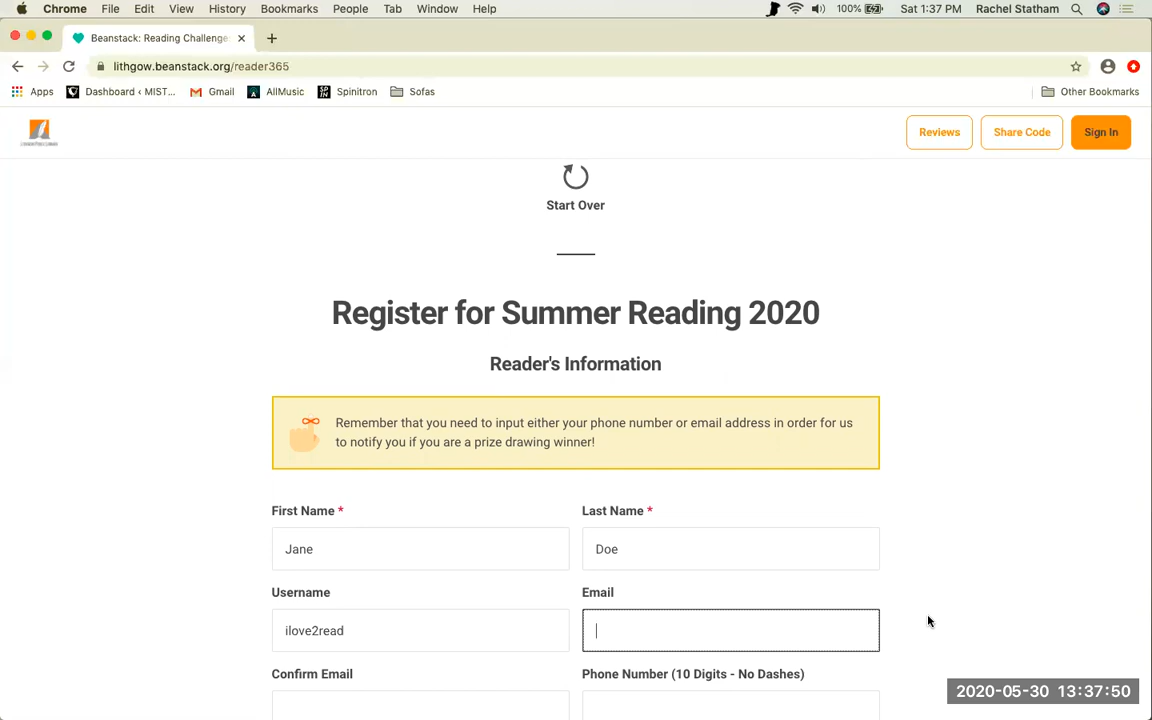 Chrome File Edit View History Bookmarks People Tab Window Help 100% Sat 1:37 PM Rachel Statham
Beanstack: Reading Challenge
lithgow.beanstack.org/reader365
Apps Dashboard ‹ MIST... Gmail AllMusic Spinitron Sofas Other Bookmarks
Reviews Share Code Sign In
Start Over
Register for Summer Reading 2020
Reader's Information
Remember that you need to input either your phone number or email address in order for us
to notify you if you are a prize drawing winner!
First Name * Last Name *
Jane Doe
Username Email
ilove2read
Confirm Email Phone Number (10 Digits - No Dashes)
2020-05-30 13:37:50